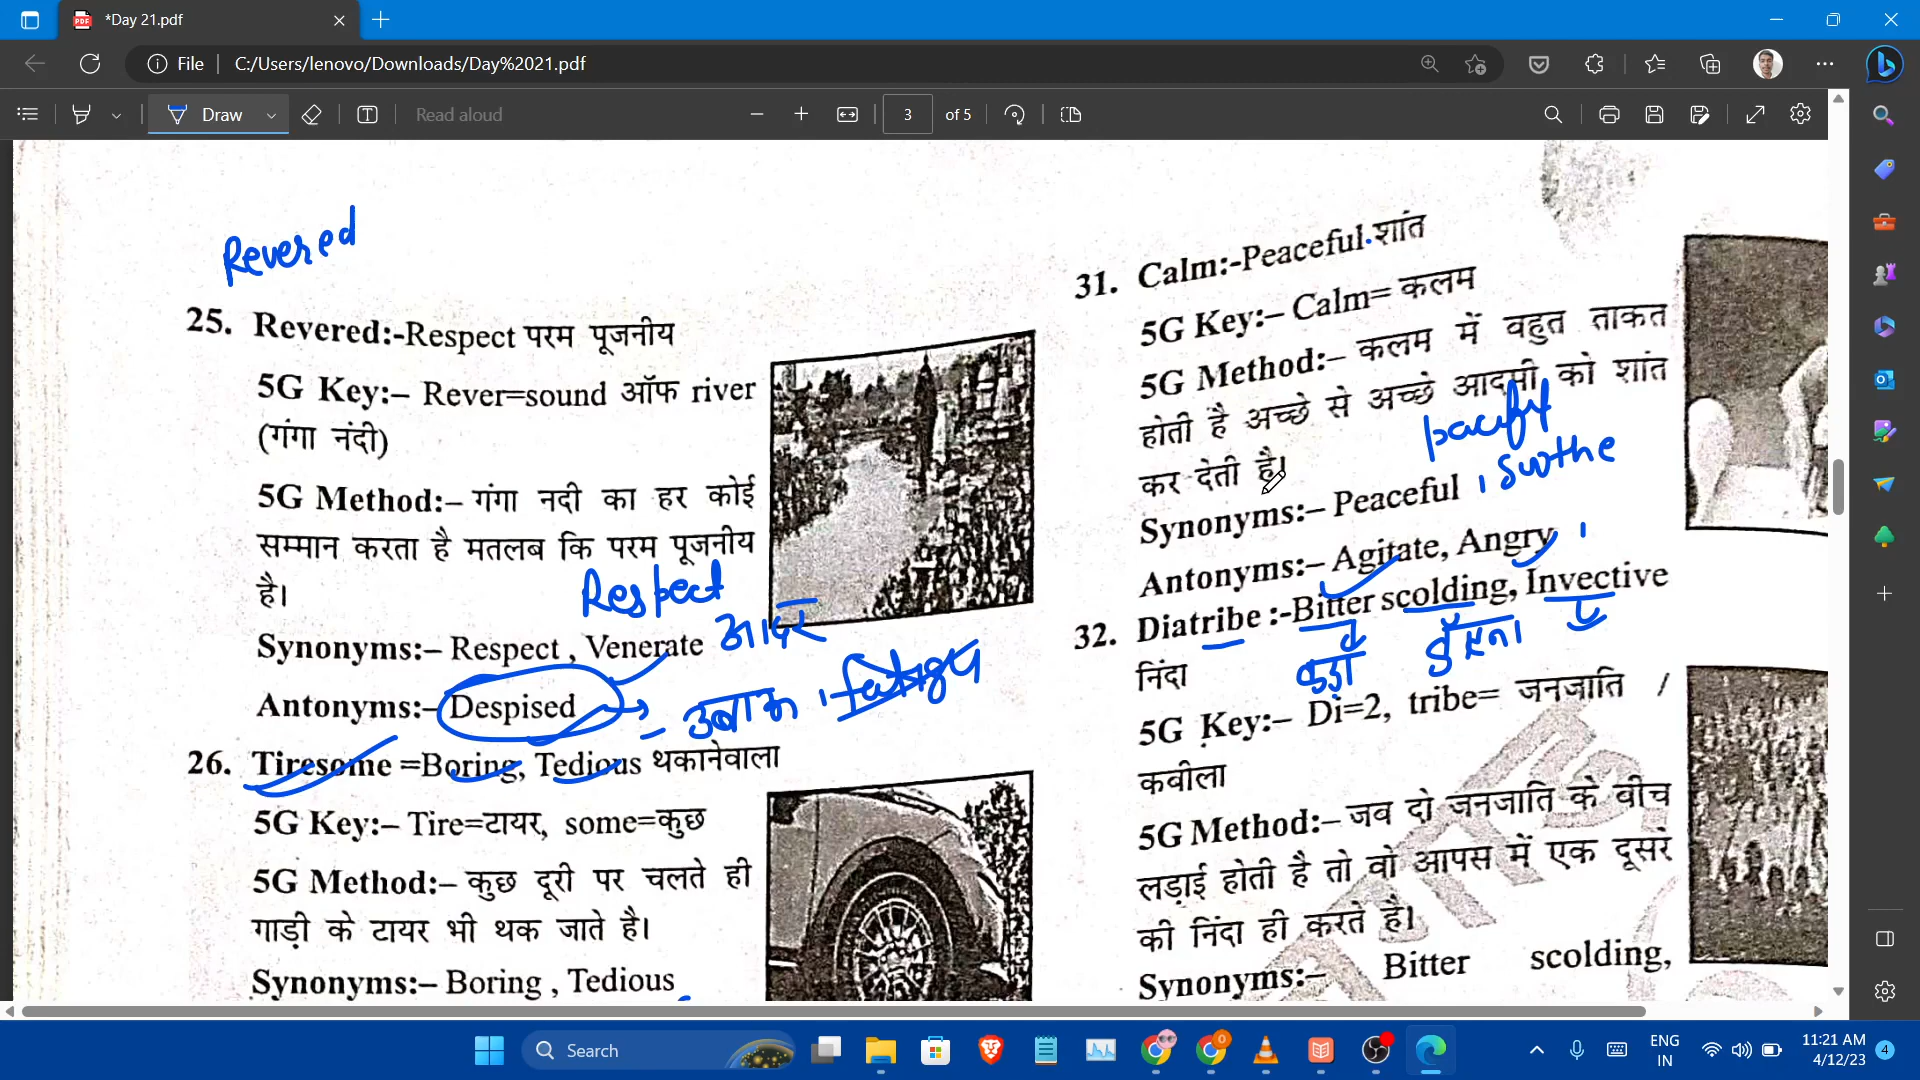 *Day 21.pdf
File C:/Users/lenovo/Downloads/Day%2021.pdf
Draw Read aloud 3 of 5
Revered
25. Revered:-Respect परम पूजनीय
5G Key:– Rever=sound ऑफ river
(गंगा नंदी)
5G Method:– गंगा नदी का हर कोई
सम्मान करता है मतलब कि परम पूजनीय
है।
Respect
Synonyms:– Respect , Venerate आदर
Antonyms:– Despised
26. Tiresome =Boring, Tedious थकानेवाला
5G Key:– Tire=टायर, some=कुछ
5G Method:– कुछ दूरी पर चलते ही
गाड़ी के टायर भी थक जाते है।
Synonyms:– Boring , Tedious
31. Calm:-Peaceful शांत
5G Key:– Calm= कलम
5G Method:– कलम में वहुत ताकत
होती है अच्छे से अच्छे आदमी को शांत
कर देती है।
Synonyms:– Peaceful , Soothe
Antonyms:– Agitate, Angry
32. Diatribe :-Bitter scolding, Invective
निंदा
5G Key:– Di=2, tribe= जनजाति /
कवीला
5G Method:– जव दो जनजाति के वीच
लड़ाई होती है तो वो आपस में एक दूसरे
की निंदा ही करते है।
Synonyms:– Bitter scolding,
Search
ENG
IN
11:21 AM
4/12/23
4